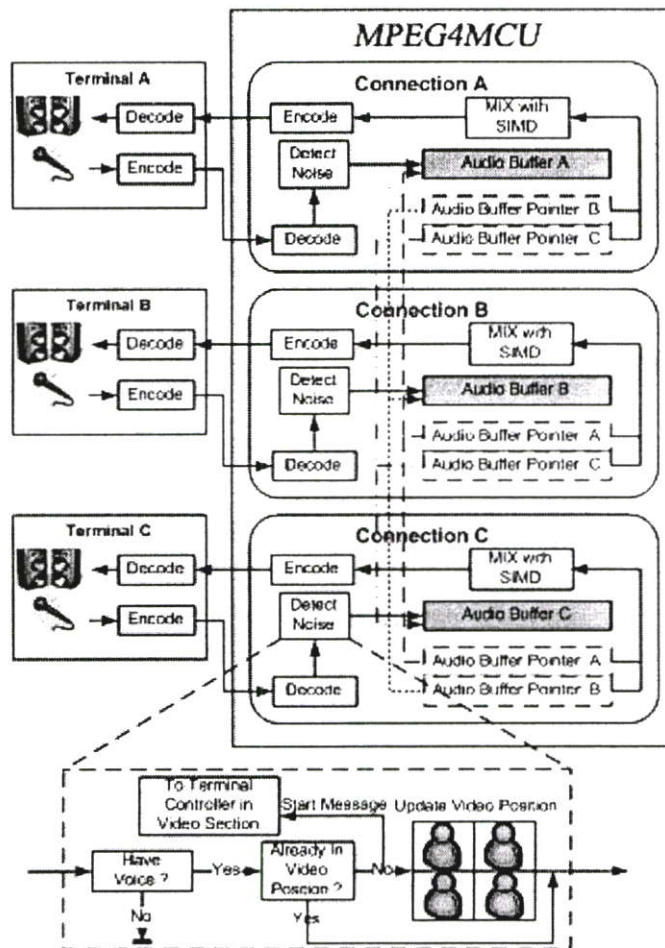 MPEG4MCU
Terminal A
Decode
Encode
Connection A
Encode
MIX with
SIMD
Detect
Noise
Audio Buffer A
Decode
Audio Buffer Pointer B
Audio Buffer Pointer C
Terminal B
Decode
Encode
Connection B
Encode
MIX with
SIMD
Detect
Noise
Audio Buffer B
Decode
Audio Buffer Pointer A
Audio Buffer Pointer C
Terminal C
Decode
Encode
Connection C
Encode
MIX with
SIMD
Detect
Noise
Audio Buffer C
Decode
Audio Buffer Pointer A
Audio Buffer Pointer B
To Terminal
Controller in
Video Section
Start Message
Update Video Position
Have
Voice ?
Yes
Already In
Video
Position ?
No
No
Yes